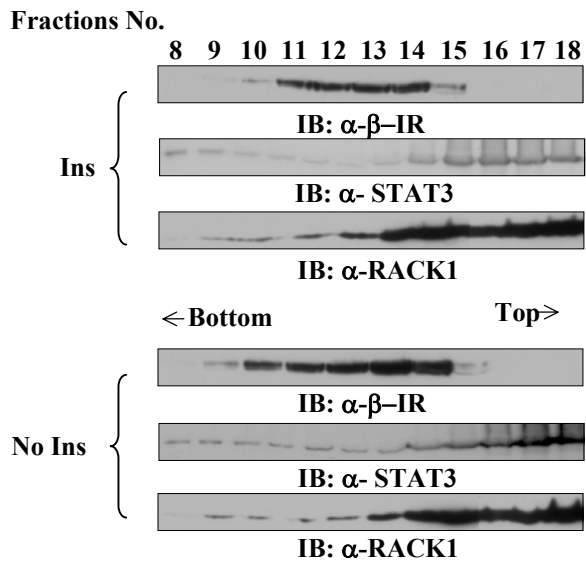 Fractions No.
8 9 10 11 12 13 14 15 16 17 18
IB: α-β–IR
Ins
IB: α- STAT3
IB: α-RACK1
← Bottom Top→
IB: α-β–IR
No Ins
IB: α- STAT3
IB: α-RACK1